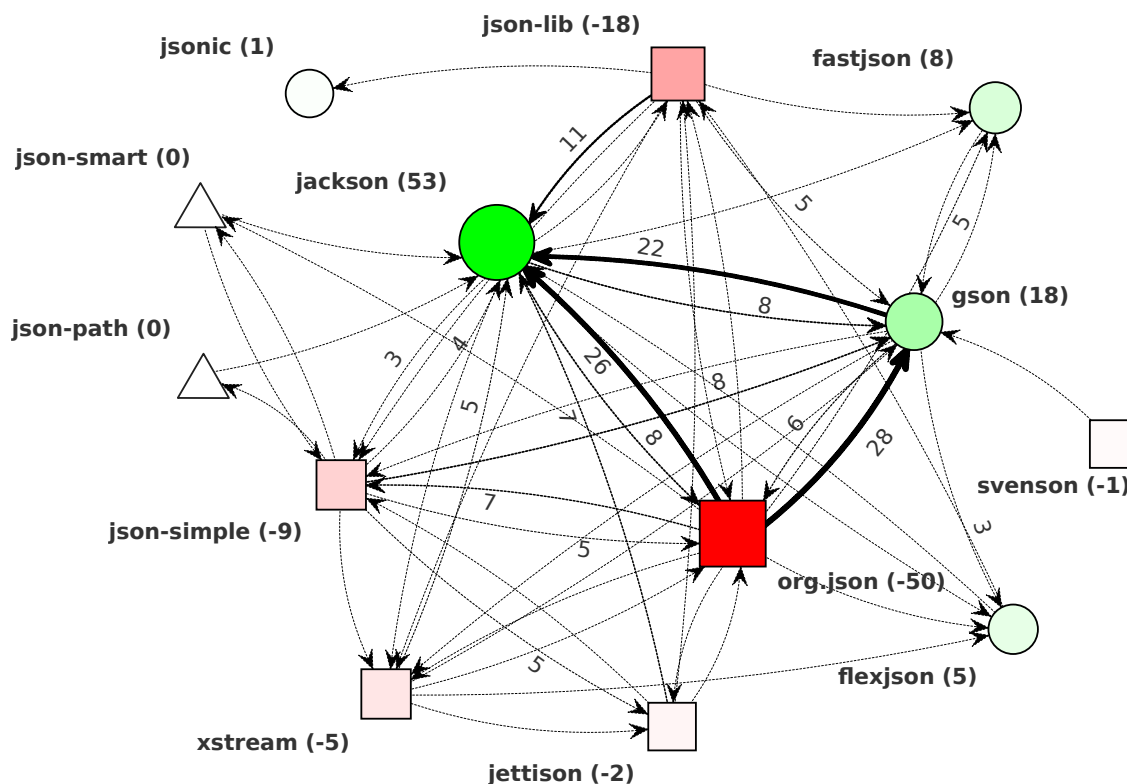 json-lib (-18)
jsonic (1)
fastjson (8)
11
json-smart (0)
jackson (53)
5
5
22
gson (18)
8
json-path (0)
3
4
26
8
5
7
8
6
28
svenson (-1)
7
json-simple (-9)
5
3
org.json (-50)
5
flexjson (5)
xstream (-5)
jettison (-2)